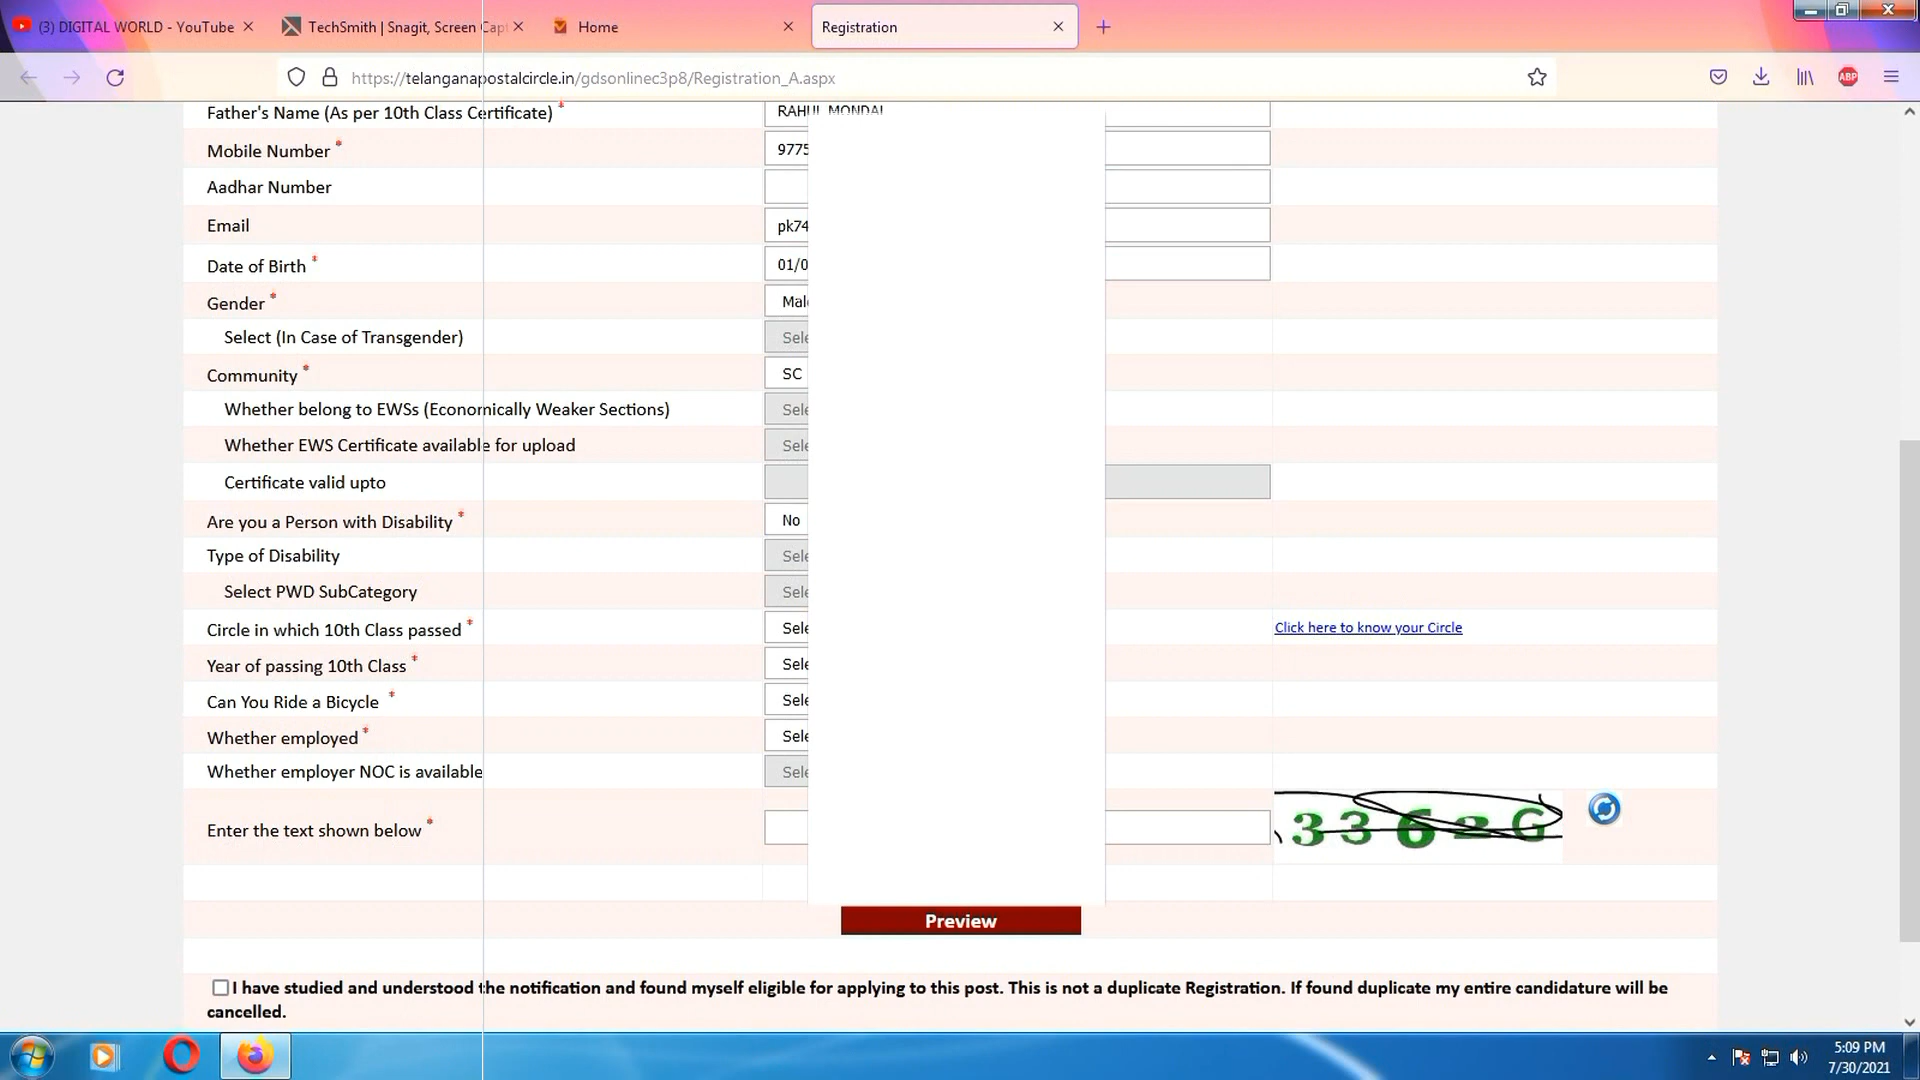 (3) DIGITAL WORLD - YouTube
TechSmith | Snagit, Screen Capt
Home
Registration
https://telanganapostalcircle.in/gdsonlinec3p8/Registration_A.aspx
ABP
Father's Name (As per 10th Class Certificate) * RAHUL MONDAL
Mobile Number * 9775
Aadhar Number
Email pk74
Date of Birth * 01/0
Gender * Male
Select (In Case of Transgender) Sele
Community * SC
Whether belong to EWSs (Economically Weaker Sections) Sele
Whether EWS Certificate available for upload Sele
Certificate valid upto
Are you a Person with Disability * No
Type of Disability Sele
Select PWD SubCategory Sele
Circle in which 10th Class passed * Sele Click here to know your Circle
Year of passing 10th Class * Sele
Can You Ride a Bicycle * Sele
Whether employed * Sele
Whether employer NOC is available Sele
Enter the text shown below *
Preview
I have studied and understood the notification and found myself eligible for applying to this post. This is not a duplicate Registration. If found duplicate my entire candidature will be
cancelled.
5:09 PM
7/30/2021